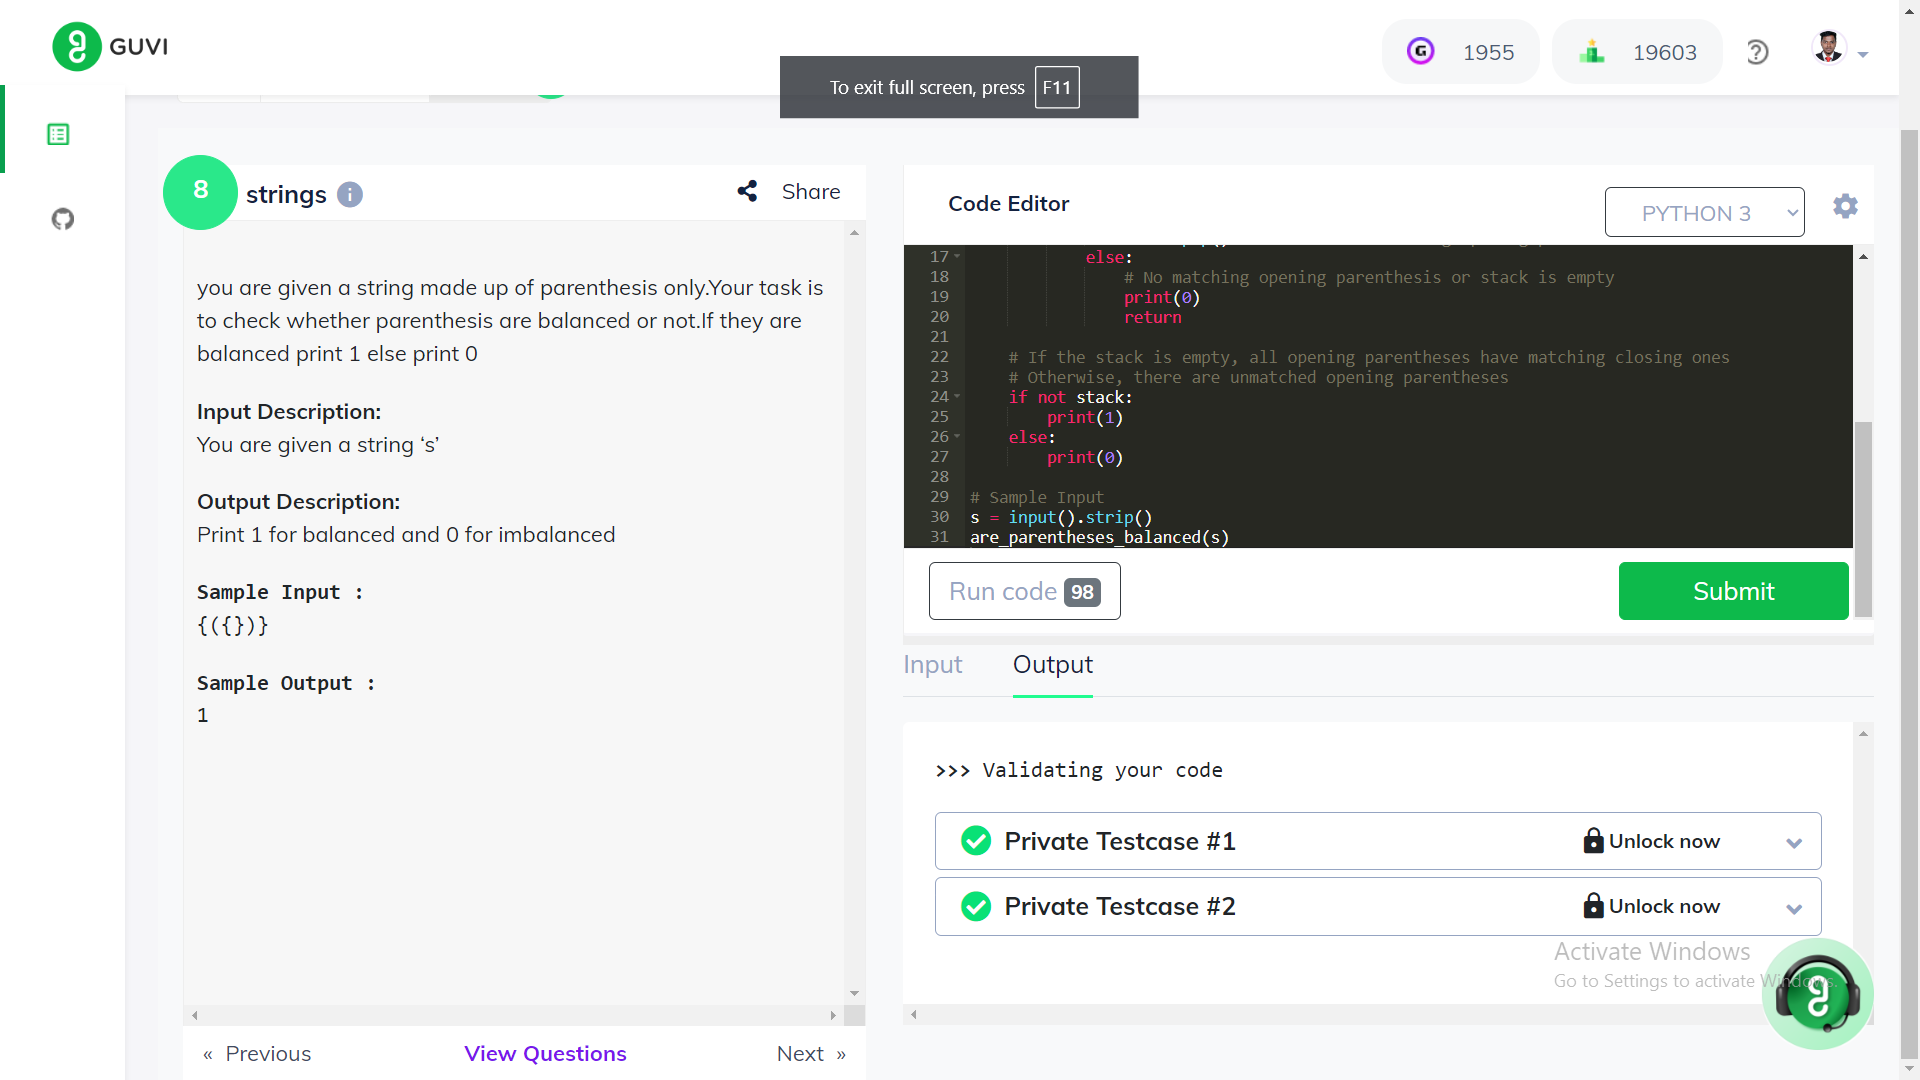 GUVI
1955
19603
To exit full screen, press F11
8
strings
Share
you are given a string made up of parenthesis only.Your task is
to check whether parenthesis are balanced or not.If they are
balanced print 1 else print 0
Input Description:
You are given a string ‘s’
Output Description:
Print 1 for balanced and 0 for imbalanced
Sample Input :
{({})}
Sample Output :
1
« Previous
View Questions
Next »
Code Editor
PYTHON 3
17 else:
18 # No matching opening parenthesis or stack is empty
19 print(0)
20 return
21
22 # If the stack is empty, all opening parentheses have matching closing ones
23 # Otherwise, there are unmatched opening parentheses
24 if not stack:
25 print(1)
26 else:
27 print(0)
28
29 # Sample Input
30 s = input().strip()
31 are_parentheses_balanced(s)
Run code 98
Submit
Input
Output
>>> Validating your code
Private Testcase #1
Unlock now
Private Testcase #2
Unlock now
Activate Windows
Go to Settings to activate Windows.